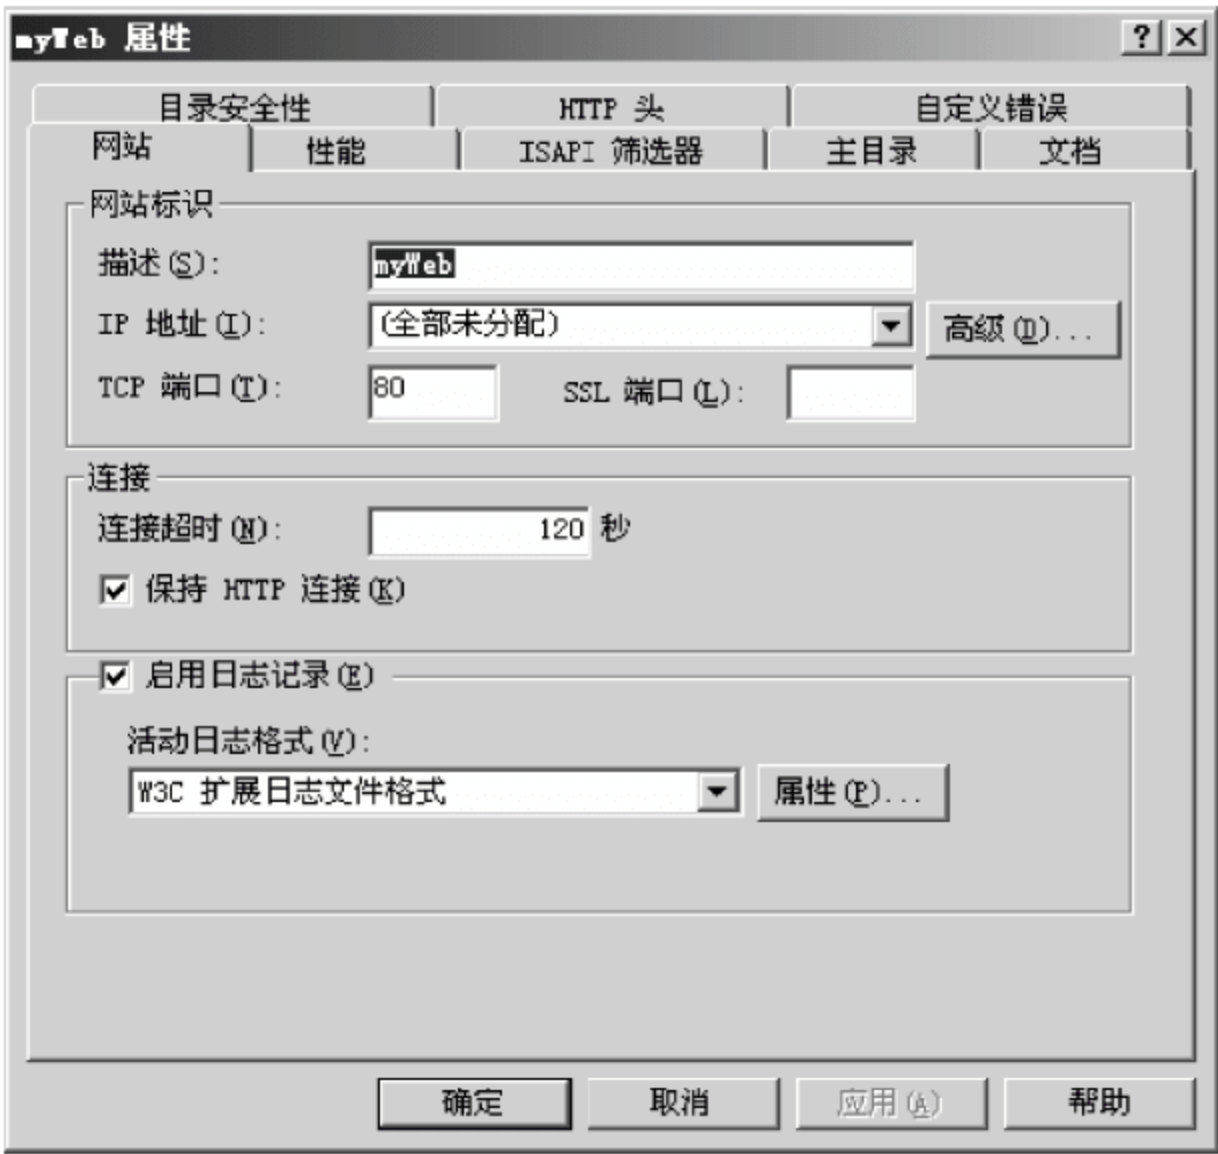 myWeb 属性
目录安全性 HTTP 头 自定义错误
网站 性能 ISAPI 筛选器 主目录 文档
网站标识
描述(S): myWeb
IP 地址(I): (全部未分配) 高级(D)...
TCP 端口(T): 80 SSL 端口(L):
连接
连接超时(N): 120 秒
保持 HTTP 连接(K)
启用日志记录(E)
活动日志格式(V):
W3C 扩展日志文件格式 属性(P)...
确定 取消 应用(A) 帮助